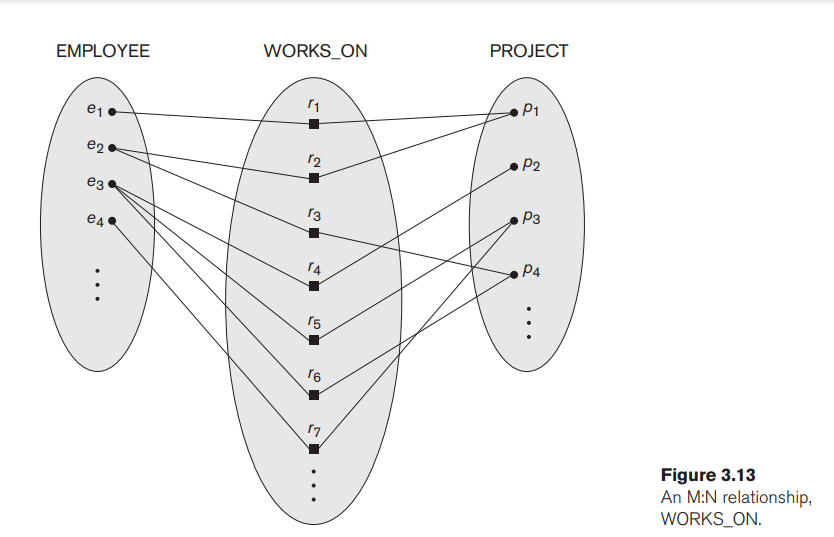 EMPLOYEE WORKS_ON PROJECT
e1 r1 p1
e2 r2 p2
e3 r3 p3
e4 r4 p4
r5
r6
r7
Figure 3.13
An M:N relationship,
WORKS_ON.